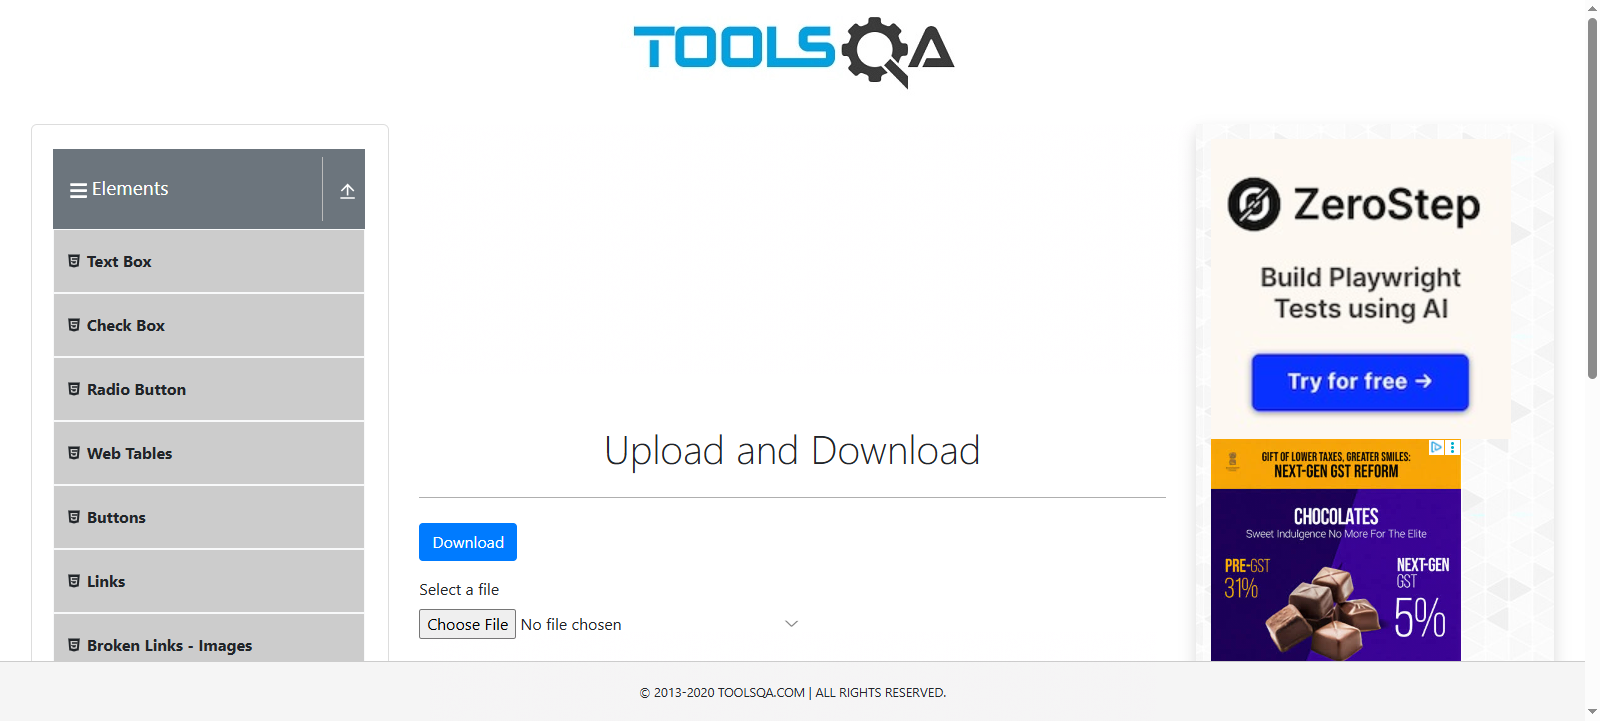 TOOLSQA
Elements
Text Box
Check Box
Radio Button
Web Tables
Buttons
Links
Broken Links - Images
Upload and Download
Download
Select a file
Choose File No file chosen
ZeroStep
Build Playwright
Tests using AI
Try for free →
GIFT OF LOWER TAXES, GREATER SMILES:
NEXT-GEN GST REFORM
CHOCOLATES
Sweet Indulgence No More For The Elite
PRE-GST
31%
NEXT-GEN
GST
5%
© 2013-2020 TOOLSQA.COM | ALL RIGHTS RESERVED.